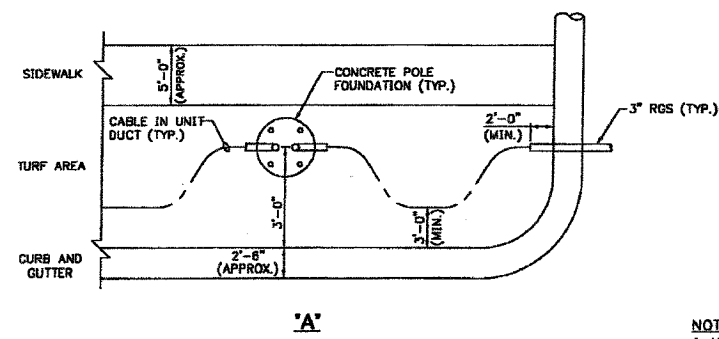 SIDEWALK
5'-0"
(APPROX.)
CONCRETE POLE
FOUNDATION (TYP.)
CABLE IN UNIT
DUCT (TYP.)
2'-0"
(MIN.)
3" RGS (TYP.)
TURF AREA
3'-0"
3'-0"
(MIN.)
CURB AND
GUTTER
2'-6"
(APPROX.)
"A"
NOT